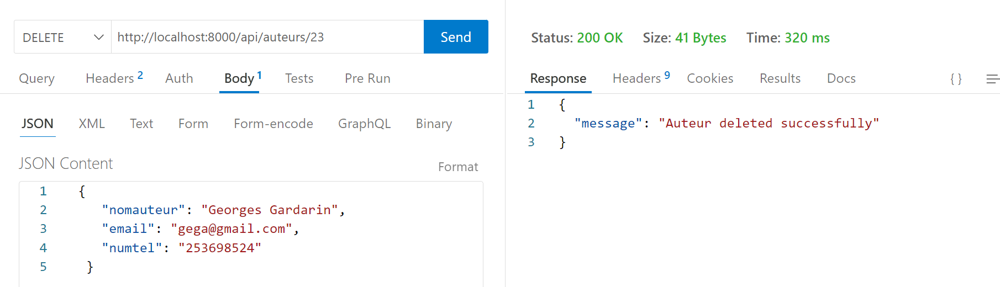 DELETE http://localhost:8000/api/auteurs/23 Send
Query Headers 2 Auth Body 1 Tests Pre Run
JSON XML Text Form Form-encode GraphQL Binary
JSON Content
Format
1 {
2 "nomauteur": "Georges Gardarin",
3 "email": "gega@gmail.com",
4 "numtel": "253698524"
5 }
Status: 200 OK Size: 41 Bytes Time: 320 ms
Response Headers 9 Cookies Results Docs { }
1 {
2 "message": "Auteur deleted successfully"
3 }